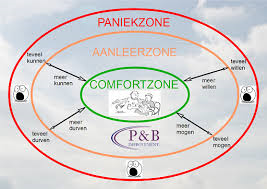 PANIEKZONE
teveel
kunnen
AANLEERZONE
teveel
willen
meer
kunnen
meer
willen
COMFORTZONE
teveel
durven
meer
durven
meer
mogen
teveel
mogen
P&B
IMPROVEMENT